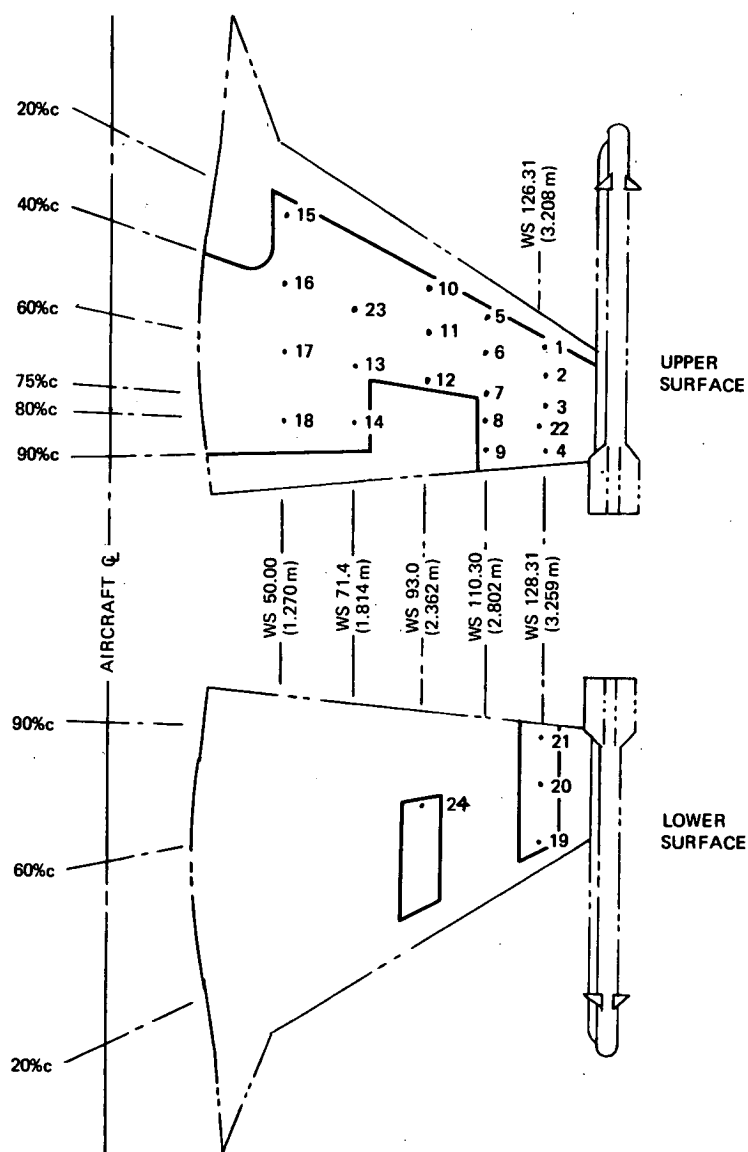 20%c
40%c
60%c
75%c
80%c
90%c
WS 126.31
(3.208 m)
15
16
17
18
23
13
14
10
11
12
5
6
7
8
9
1
2
3
22
4
UPPER
SURFACE
AIRCRAFT ℄
WS 50.00
(1.270 m)
WS 71.4
(1.814 m)
WS 93.0
(2.362 m)
WS 110.30
(2.802 m)
WS 128.31
(3.259 m)
90%c
60%c
20%c
21
20
19
24
LOWER
SURFACE